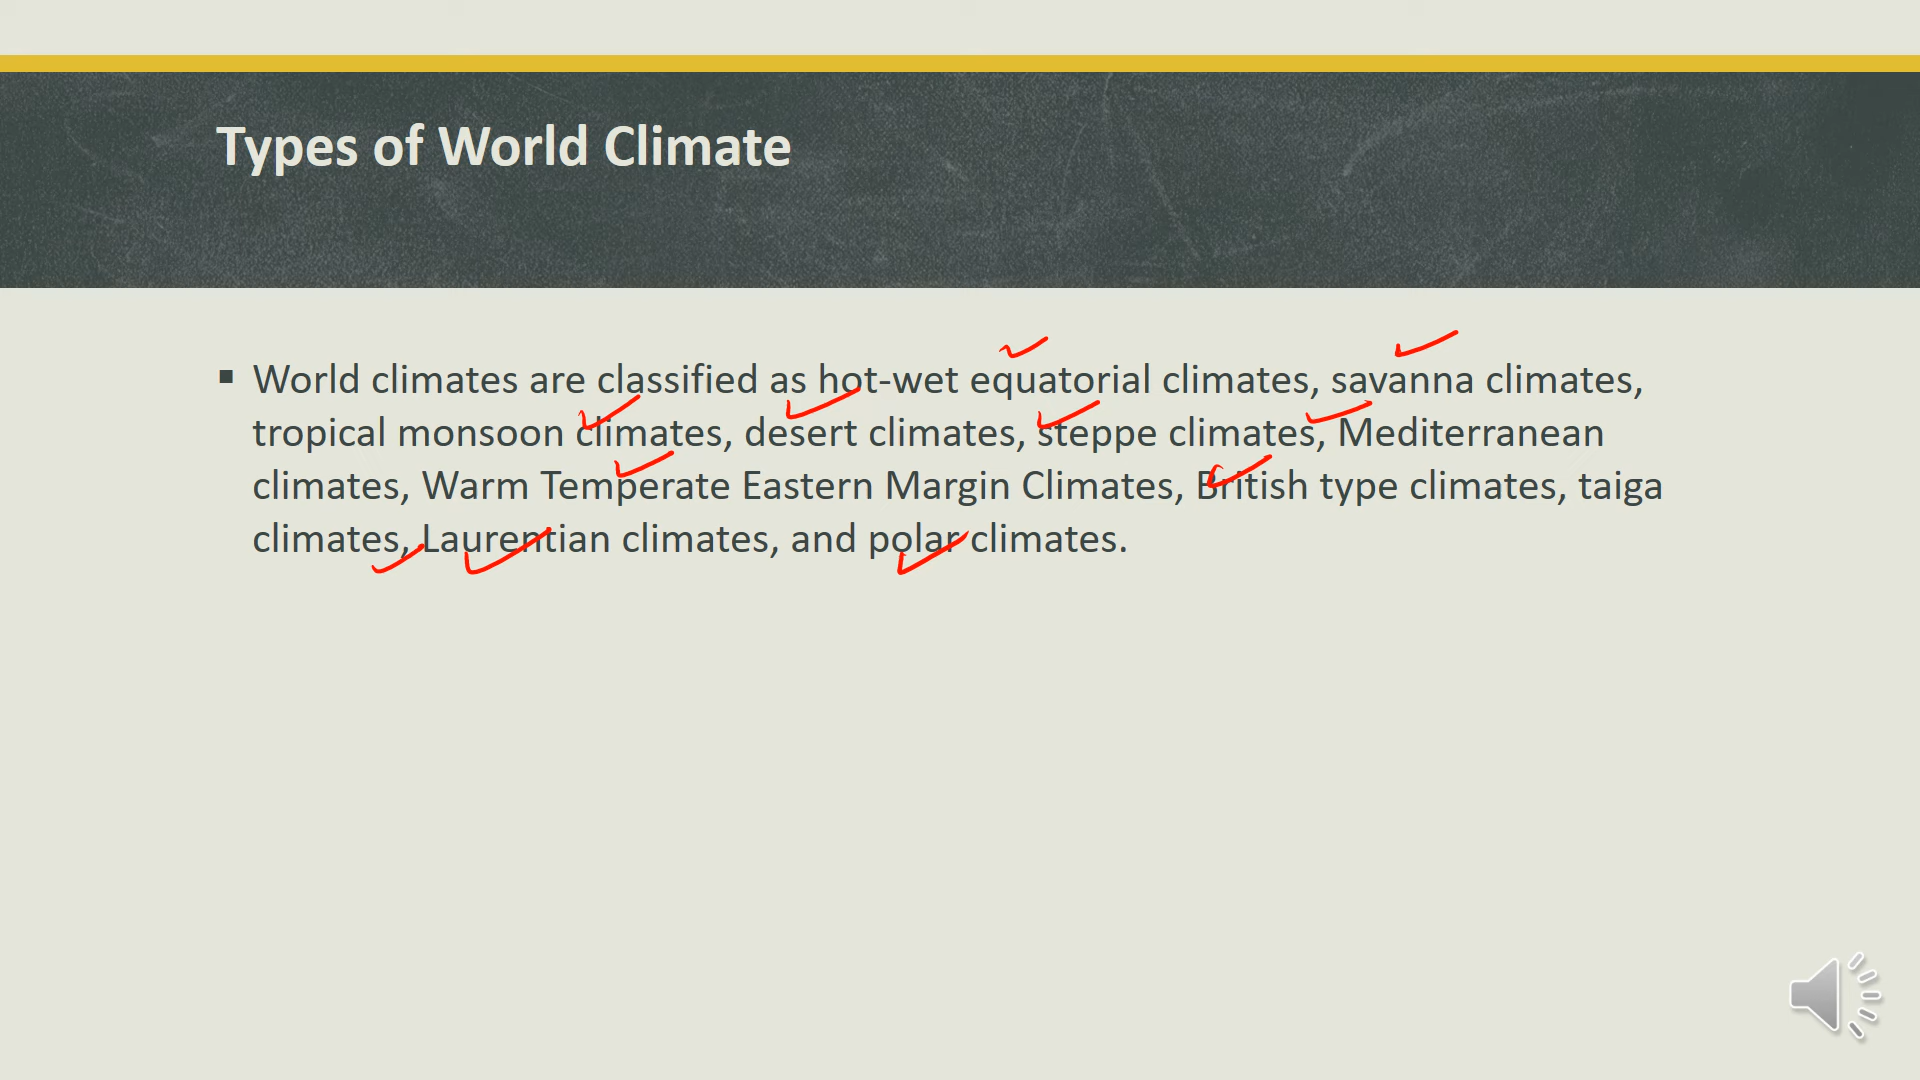 Types of World Climate
▪ World climates are classified as hot-wet equatorial climates, savanna climates,
tropical monsoon climates, desert climates, steppe climates, Mediterranean
climates, Warm Temperate Eastern Margin Climates, British type climates, taiga
climates, Laurentian climates, and polar climates.